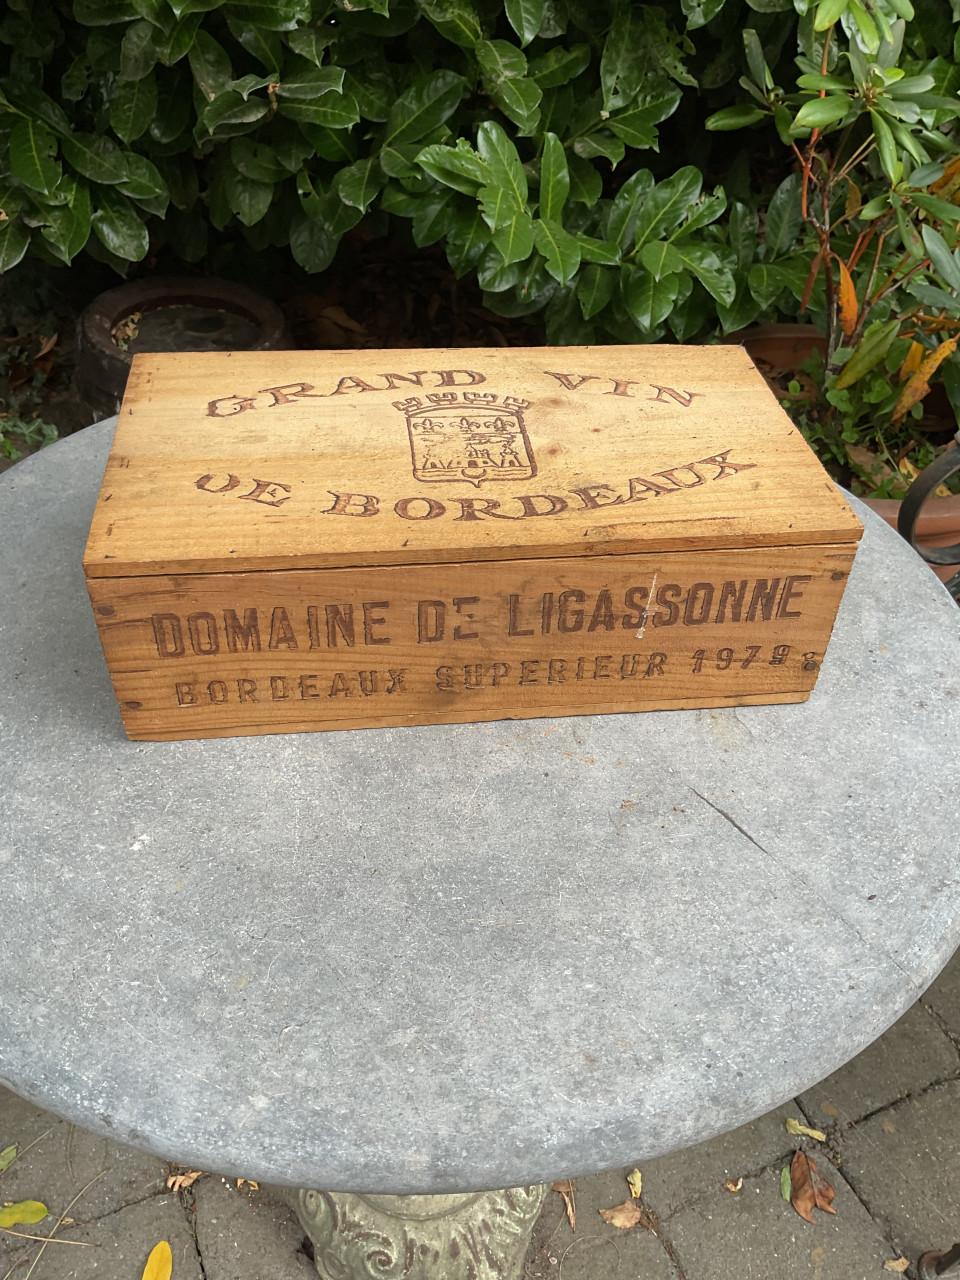 GRAND VIN
DE BORDEAUX
DOMAINE DE LIGASSONNE
BORDEAUX SUPERIEUR 1979